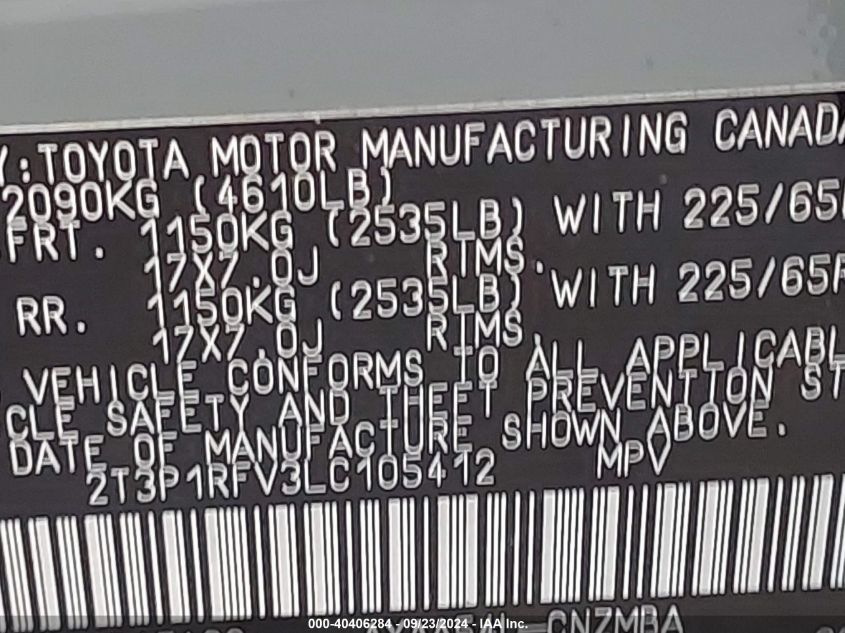 Y:TOYOTA MOTOR MANUFACTURING CANADA
2090KG (4610LB)
FRT. 1150KG (2535LB) WITH 225/65
17X7.0J RIMS.
RR. 1150KG (2535LB) WITH 225/65R
17X7.0J RIMS.
VEHICLE CONFORMS TO ALL APPLICABL
CLE SAFETY AND THEFT PREVENTION ST
DATE OF MANUFACTURE SHOWN ABOVE.
2T3P1RFV3LC105412 MPV
000-40406284 - 09/23/2024 - IAA Inc.